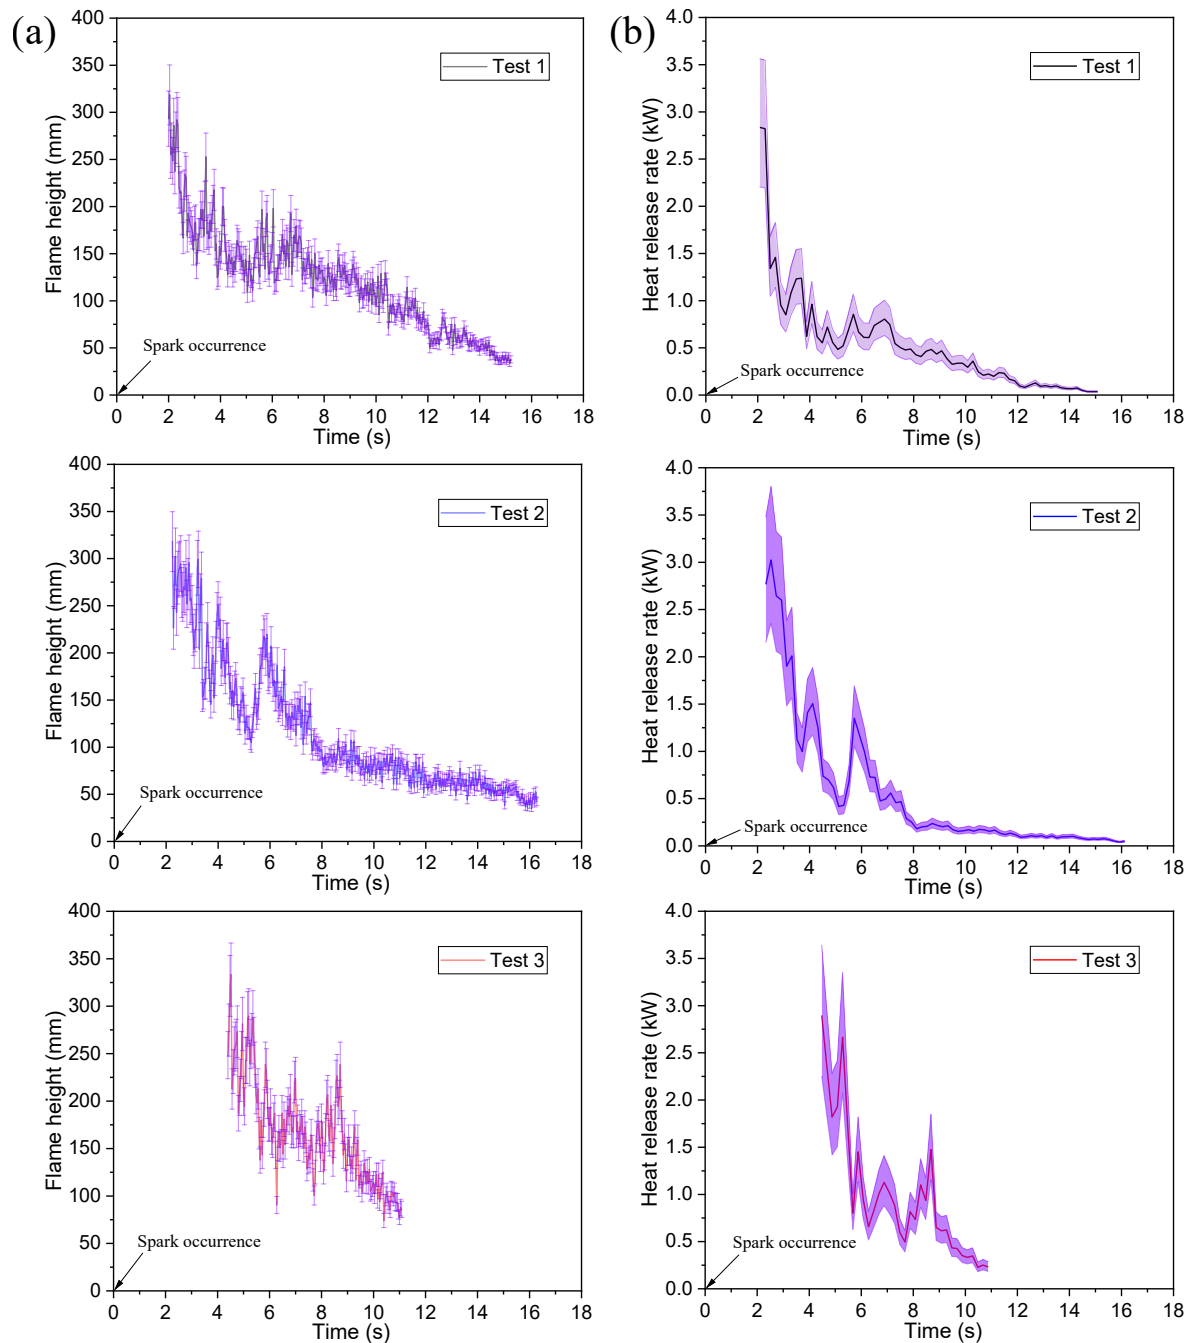 (a)
400
350
300
250
200
150
100
50
0
Flame height (mm)
Test 1
Spark occurrence
0 2 4 6 8 10 12 14 16 18
Time (s)
(b)
4.0
3.5
3.0
2.5
2.0
1.5
1.0
0.5
0.0
Heat release rate (kW)
Test 1
Spark occurrence
0 2 4 6 8 10 12 14 16 18
Time (s)
400
350
300
250
200
150
100
50
0
Flame height (mm)
Test 2
Spark occurrence
0 2 4 6 8 10 12 14 16 18
Time (s)
4.0
3.5
3.0
2.5
2.0
1.5
1.0
0.5
0.0
Heat release rate (kW)
Test 2
Spark occurrence
0 2 4 6 8 10 12 14 16 18
Time (s)
400
350
300
250
200
150
100
50
0
Flame height (mm)
Test 3
Spark occurrence
0 2 4 6 8 10 12 14 16 18
Time (s)
4.0
3.5
3.0
2.5
2.0
1.5
1.0
0.5
0.0
Heat release rate (kW)
Test 3
Spark occurrence
0 2 4 6 8 10 12 14 16 18
Time (s)